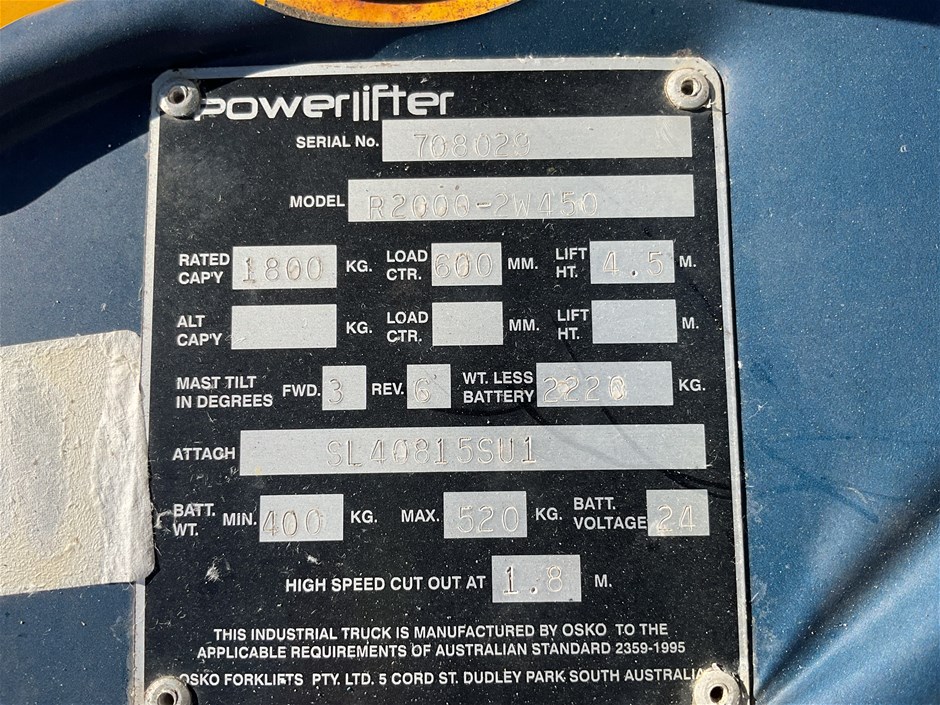 powerlifter
SERIAL No. 708029
MODEL R2000-2W450
RATED CAP'Y 1800 KG. LOAD CTR. 600 MM. LIFT HT. 4.5 M.
ALT CAP'Y KG. LOAD CTR. MM. LIFT HT. M.
MAST TILT IN DEGREES FWD. 3 REV. 6 WT. LESS BATTERY 2220 KG.
ATTACH SL40815SU1
BATT. WT. MIN. 400 KG. MAX. 520 KG. BATT. VOLTAGE 24
HIGH SPEED CUT OUT AT 1.8 M.
THIS INDUSTRIAL TRUCK IS MANUFACTURED BY OSKO TO THE
APPLICABLE REQUIREMENTS OF AUSTRALIAN STANDARD 2359-1995
OSKO FORKLIFTS PTY. LTD. 5 CORD ST. DUDLEY PARK SOUTH AUSTRALIA